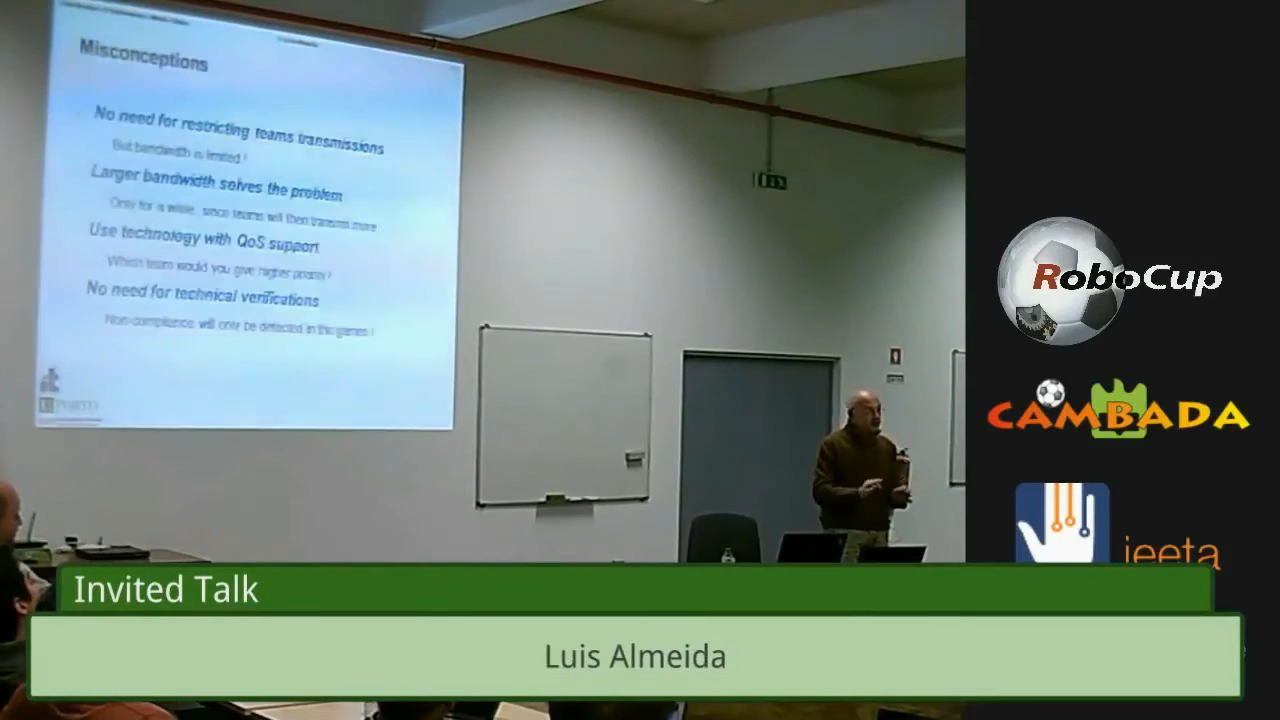 Misconceptions
No need for restricting teams transmissions
But bandwidth is limited !
Larger bandwidth solves the problem
Only for a while, since teams will then transmit more
Use technology with QoS support
Which team would you give higher priority?
No need for technical verifications
Non-compliance will only be detected in the games !
RoboCup
CAMBADA
ieeta
Invited Talk
Luis Almeida